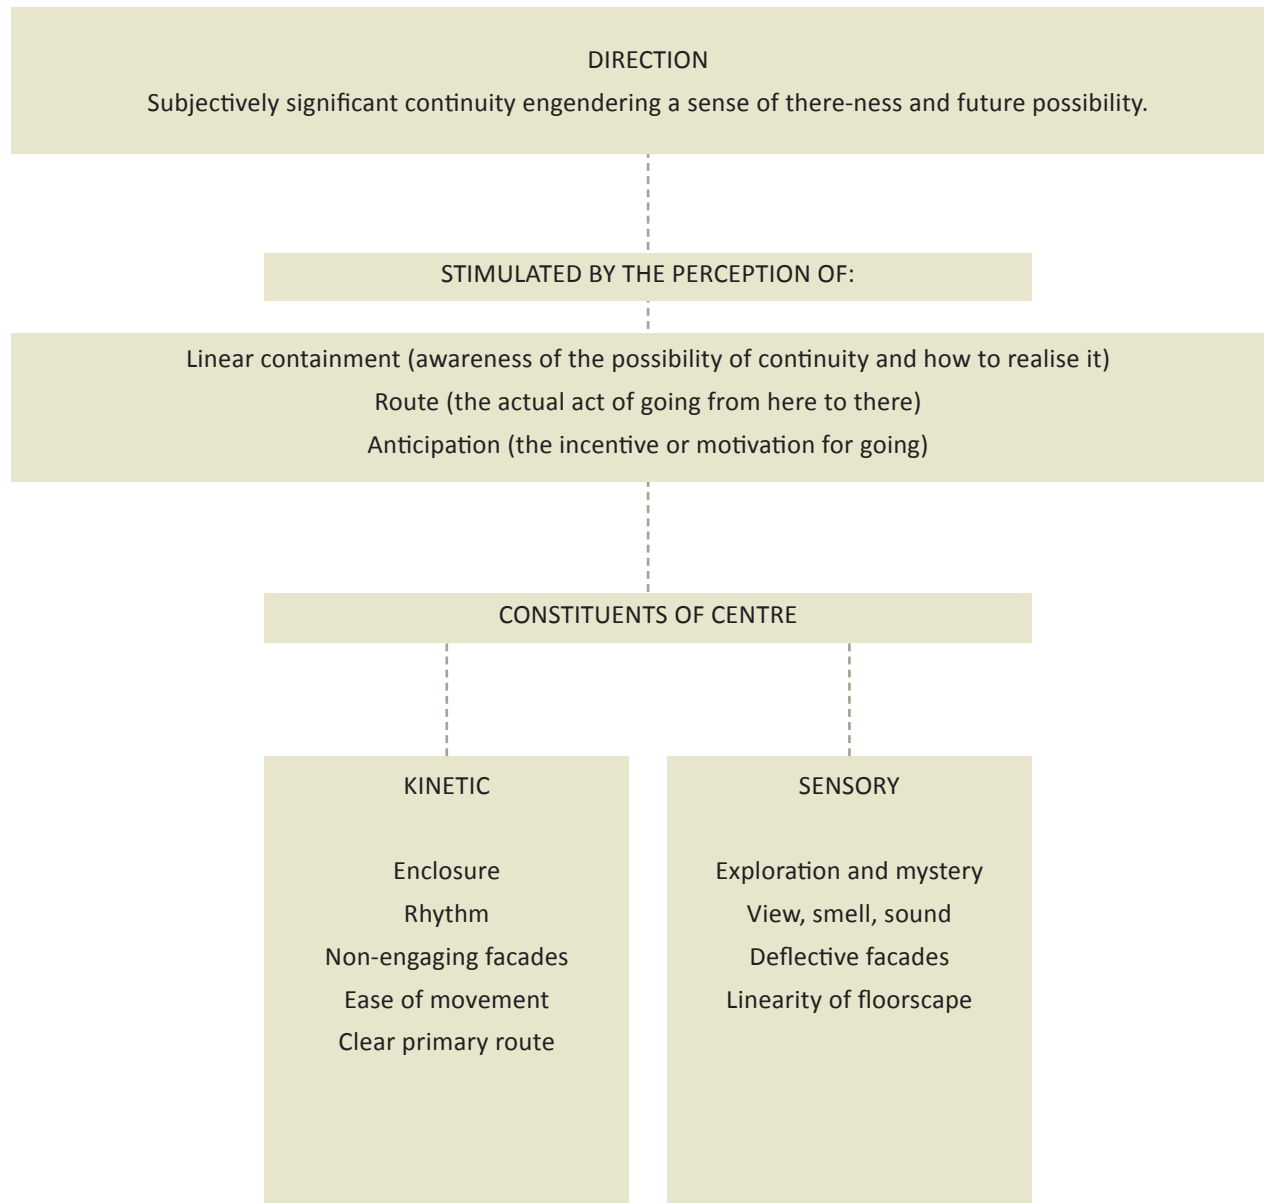 DIRECTION
Subjectively significant continuity engendering a sense of there-ness and future possibility.
STIMULATED BY THE PERCEPTION OF:
Linear containment (awareness of the possibility of continuity and how to realise it)
Route (the actual act of going from here to there)
Anticipation (the incentive or motivation for going)
CONSTITUENTS OF CENTRE
KINETIC
Enclosure
Rhythm
Non-engaging facades
Ease of movement
Clear primary route
SENSORY
Exploration and mystery
View, smell, sound
Deflective facades
Linearity of floorscape